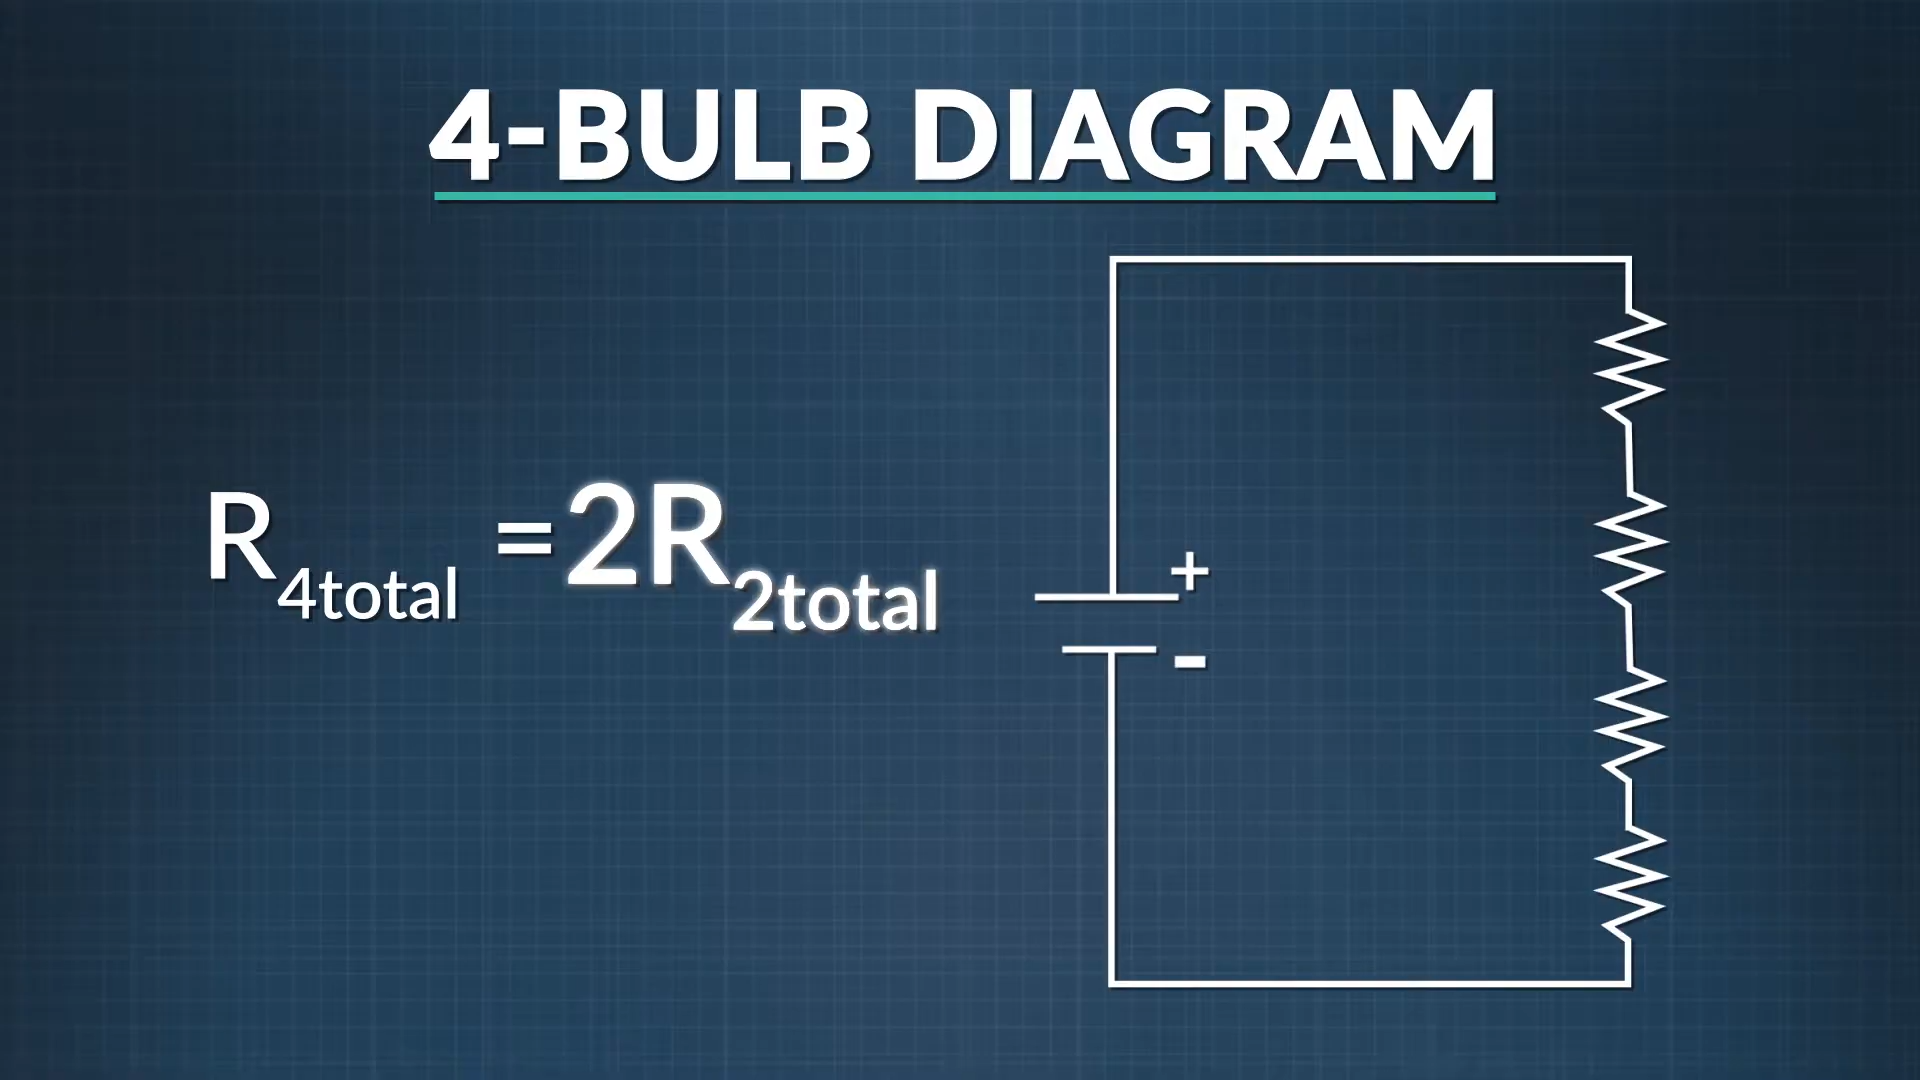 4-BULB DIAGRAM
R4total =2R2total
+
-